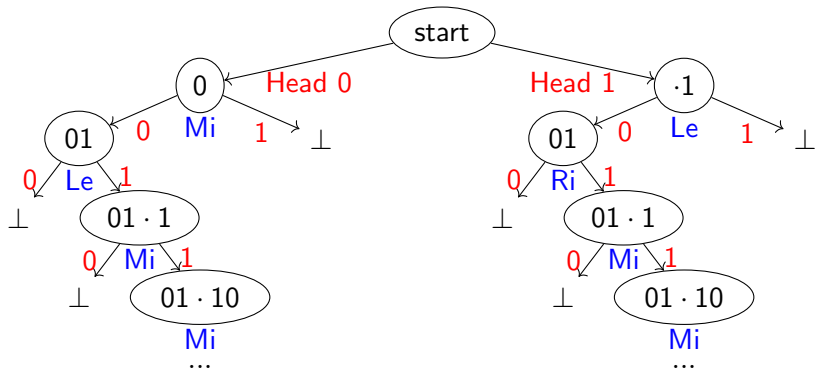 start
Head 0 Head 1
0 ·1
Mi Le
0 1 ⊥ 0 1 ⊥
01 01
Le Ri
0 1 0 1
⊥ 01 · 1 ⊥ 01 · 1
0 Mi 1 0 Mi 1
⊥ 01 · 10 ⊥ 01 · 10
Mi Mi
... ...